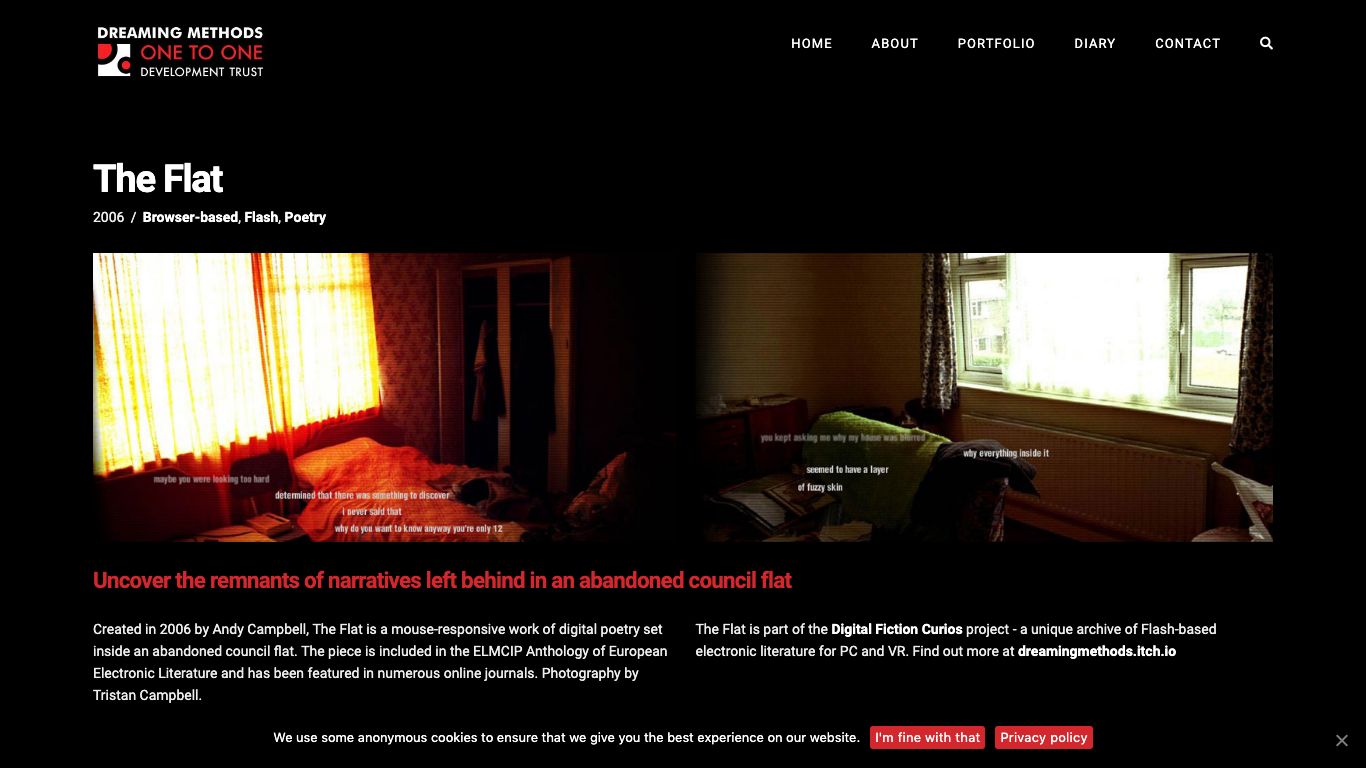 DREAMING METHODS
ONE TO ONE
DEVELOPMENT TRUST
HOME ABOUT PORTFOLIO DIARY CONTACT
The Flat
2006 / Browser-based, Flash, Poetry
maybe you were looking too hard
determined that there was something to discover
i never said that
why do you want to know anyway you're only 12
you kept asking me why my house was blurred
why everything inside it
seemed to have a layer
of fuzzy skin
Uncover the remnants of narratives left behind in an abandoned council flat
Created in 2006 by Andy Campbell, The Flat is a mouse-responsive work of digital poetry set
inside an abandoned council flat. The piece is included in the ELMCIP Anthology of European
Electronic Literature and has been featured in numerous online journals. Photography by
Tristan Campbell.
The Flat is part of the Digital Fiction Curios project - a unique archive of Flash-based
electronic literature for PC and VR. Find out more at dreamingmethods.itch.io
We use some anonymous cookies to ensure that we give you the best experience on our website. I'm fine with that Privacy policy